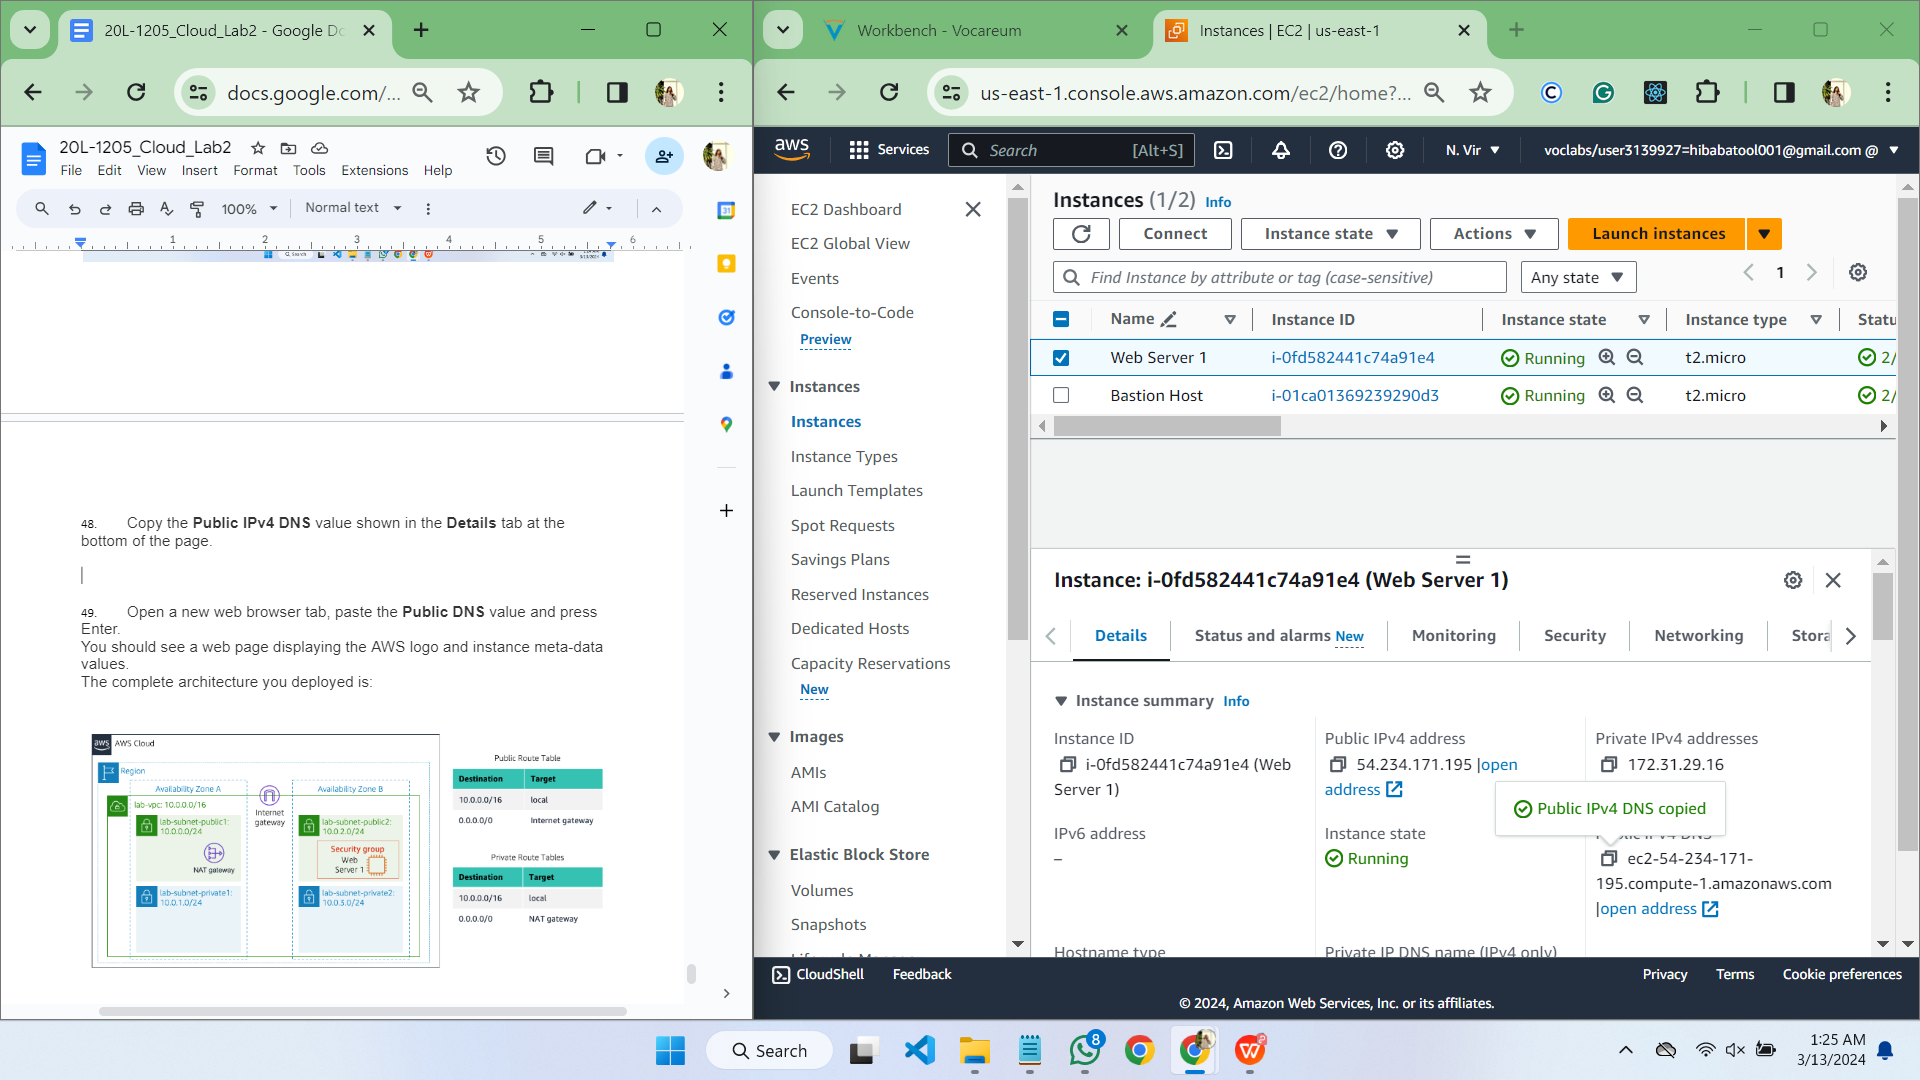 20L-1205_Cloud_Lab2 - Google Do
docs.google.com/...
20L-1205_Cloud_Lab2
File Edit View Insert Format Tools Extensions Help
100% Normal text
1 2 3 4 5 6
48. Copy the Public IPv4 DNS value shown in the Details tab at the
bottom of the page.
49. Open a new web browser tab, paste the Public DNS value and press
Enter.
You should see a web page displaying the AWS logo and instance meta-data
values.
The complete architecture you deployed is:
aws AWS Cloud
Region
Availability Zone A
Availability Zone B
lab-vpc: 10.0.0.0/16
Internet
gateway
lab-subnet-public1:
10.0.0.0/24
NAT gateway
lab-subnet-public2:
10.0.2.0/24
Security group
Web
Server 1
lab-subnet-private1:
10.0.1.0/24
lab-subnet-private2:
10.0.3.0/24
Public Route Table
Destination Target
10.0.0.0/16 local
0.0.0.0/0 Internet gateway
Private Route Tables
Destination Target
10.0.0.0/16 local
0.0.0.0/0 NAT gateway
Workbench - Vocareum
Instances | EC2 | us-east-1
us-east-1.console.aws.amazon.com/ec2/home?...
aws Services Search [Alt+S] N. Vir voclabs/user3139927=hibabatool001@gmail.com @
EC2 Dashboard
EC2 Global View
Events
Console-to-Code
Preview
Instances
Instances
Instance Types
Launch Templates
Spot Requests
Savings Plans
Reserved Instances
Dedicated Hosts
Capacity Reservations
New
Images
AMIs
AMI Catalog
Elastic Block Store
Volumes
Snapshots
Instances (1/2) Info
Connect Instance state Actions Launch instances
Find Instance by attribute or tag (case-sensitive) Any state 1
Name Instance ID Instance state Instance type Statu
Web Server 1 i-0fd582441c74a91e4 Running t2.micro 2/
Bastion Host i-01ca01369239290d3 Running t2.micro 2/
Instance: i-0fd582441c74a91e4 (Web Server 1)
Details Status and alarms New Monitoring Security Networking Stora
Instance summary Info
Instance ID
i-0fd582441c74a91e4 (Web
Server 1)
Public IPv4 address
54.234.171.195 |open
address
Private IPv4 addresses
172.31.29.16
Public IPv4 DNS copied
IPv6 address
–
Instance state
Running
Public IPv4 DNS
ec2-54-234-171-
195.compute-1.amazonaws.com
|open address
Hostname type
Private IP DNS name (IPv4 only)
CloudShell Feedback Privacy Terms Cookie preferences
© 2024, Amazon Web Services, Inc. or its affiliates.
Search
8
1:25 AM
3/13/2024